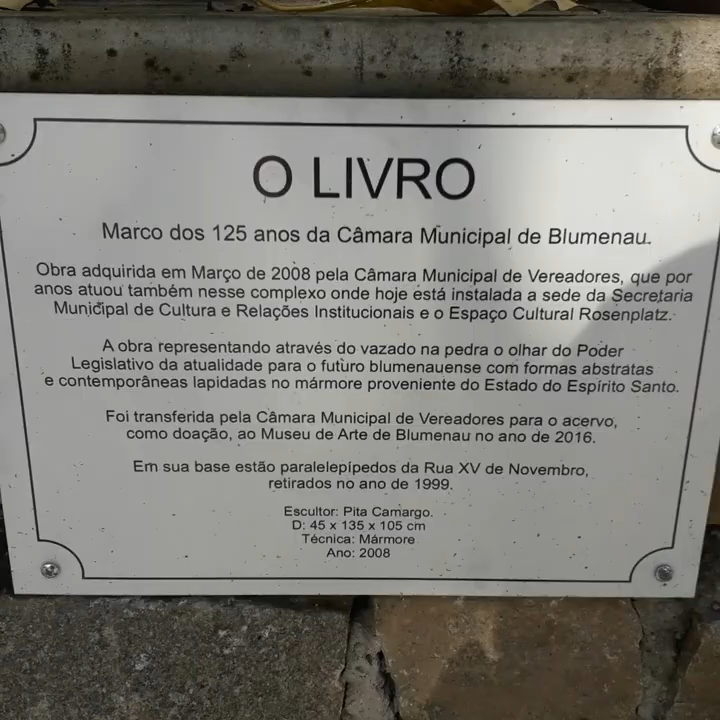 O LIVRO
Marco dos 125 anos da Câmara Municipal de Blumenau.
Obra adquirida em Março de 2008 pela Câmara Municipal de Vereadores, que por
anos atuou também nesse complexo onde hoje está instalada a sede da Secretaria
Municipal de Cultura e Relações Institucionais e o Espaço Cultural Rosenplatz.
A obra representando através do vazado na pedra o olhar do Poder
Legislativo da atualidade para o futuro blumenauense com formas abstratas
e contemporâneas lapidadas no mármore proveniente do Estado do Espírito Santo.
Foi transferida pela Câmara Municipal de Vereadores para o acervo,
como doação, ao Museu de Arte de Blumenau no ano de 2016.
Em sua base estão paralelepípedos da Rua XV de Novembro,
retirados no ano de 1999.
Escultor: Pita Camargo.
D: 45 x 135 x 105 cm
Técnica: Mármore
Ano: 2008